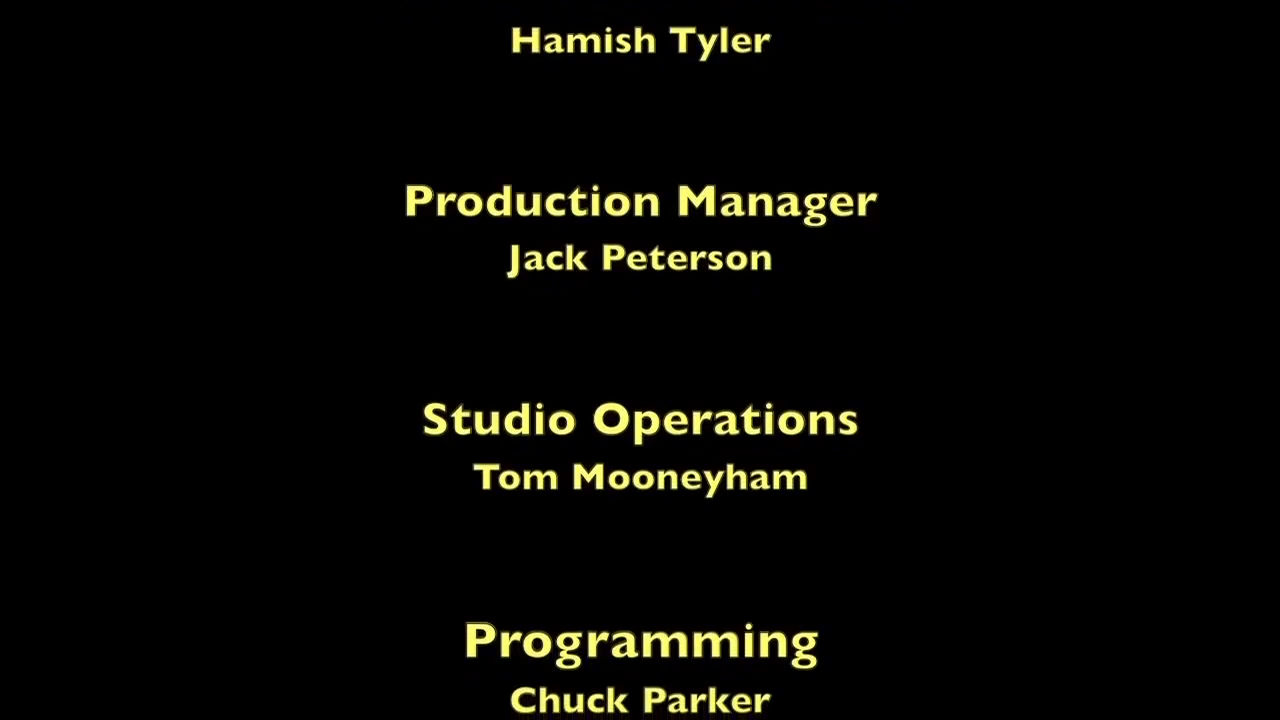 Hamish Tyler
Production Manager
Jack Peterson
Studio Operations
Tom Mooneyham
Programming
Chuck Parker